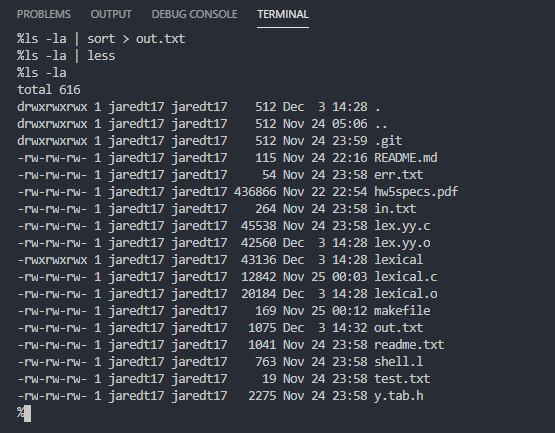 PROBLEMS OUTPUT DEBUG CONSOLE TERMINAL
%ls -la | sort > out.txt
%ls -la | less
%ls -la
total 616
drwxrwxrwx 1 jaredt17 jaredt17    512 Dec  3 14:28 .
drwxrwxrwx 1 jaredt17 jaredt17    512 Nov 24 05:06 ..
drwxrwxrwx 1 jaredt17 jaredt17    512 Nov 24 23:59 .git
-rw-rw-rw- 1 jaredt17 jaredt17    115 Nov 24 22:16 README.md
-rw-rw-rw- 1 jaredt17 jaredt17     54 Nov 24 23:58 err.txt
-rw-rw-rw- 1 jaredt17 jaredt17 436866 Nov 22 22:54 hw5specs.pdf
-rw-rw-rw- 1 jaredt17 jaredt17    264 Nov 24 23:58 in.txt
-rw-rw-rw- 1 jaredt17 jaredt17  45538 Nov 24 23:58 lex.yy.c
-rw-rw-rw- 1 jaredt17 jaredt17  42560 Dec  3 14:28 lex.yy.o
-rwxrwxrwx 1 jaredt17 jaredt17  43136 Dec  3 14:28 lexical
-rw-rw-rw- 1 jaredt17 jaredt17  12842 Nov 25 00:03 lexical.c
-rw-rw-rw- 1 jaredt17 jaredt17  20184 Dec  3 14:28 lexical.o
-rw-rw-rw- 1 jaredt17 jaredt17    169 Nov 25 00:12 makefile
-rw-rw-rw- 1 jaredt17 jaredt17   1075 Dec  3 14:32 out.txt
-rw-rw-rw- 1 jaredt17 jaredt17   1041 Nov 24 23:58 readme.txt
-rw-rw-rw- 1 jaredt17 jaredt17    763 Nov 24 23:58 shell.l
-rw-rw-rw- 1 jaredt17 jaredt17     19 Nov 24 23:58 test.txt
-rw-rw-rw- 1 jaredt17 jaredt17   2275 Nov 24 23:58 y.tab.h
%